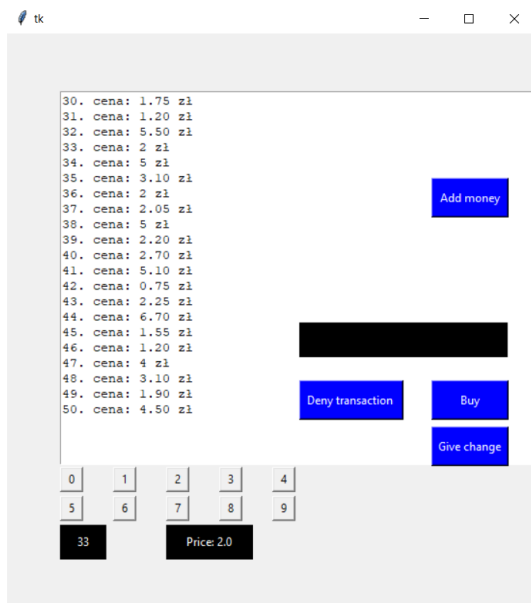 tk
30. cena: 1.75 zł
31. cena: 1.20 zł
32. cena: 5.50 zł
33. cena: 2 zł
34. cena: 5 zł
35. cena: 3.10 zł
36. cena: 2 zł
37. cena: 2.05 zł
38. cena: 5 zł
39. cena: 2.20 zł
40. cena: 2.70 zł
41. cena: 5.10 zł
42. cena: 0.75 zł
43. cena: 2.25 zł
44. cena: 6.70 zł
45. cena: 1.55 zł
46. cena: 1.20 zł
47. cena: 4 zł
48. cena: 3.10 zł
49. cena: 1.90 zł
50. cena: 4.50 zł
Add money
Deny transaction Buy
Give change
0 1 2 3 4
5 6 7 8 9
33 Price: 2.0